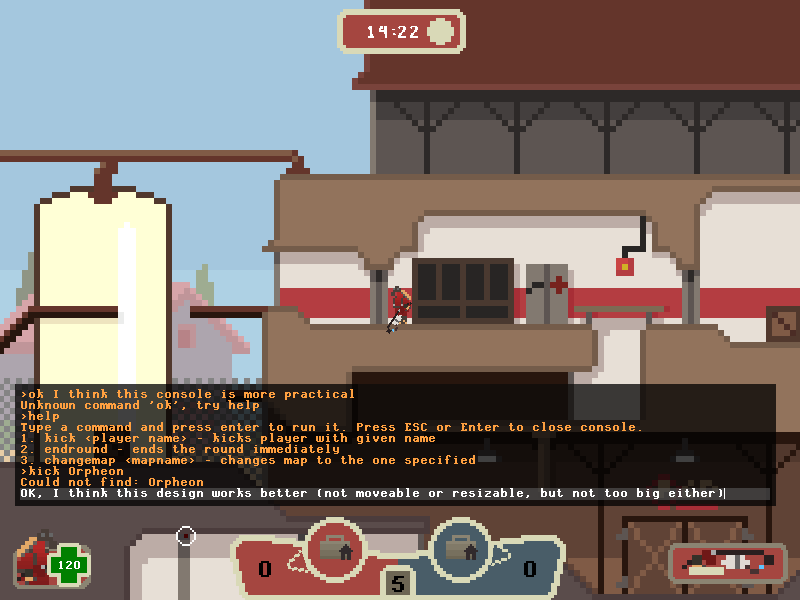 14:22
>ok I think this console is more practical
Unknown command 'ok', try help
>help
Type a command and press enter to run it. Press ESC or Enter to close console.
1. kick <player name> - kicks player with given name
2. endround - ends the round immediately
3. changemap <mapname> - changes map to the one specified
>kick Orpheon
Could not find: Orpheon
OK, I think this design works better (not moveable or resizable, but not too big either)
120
0
5
0